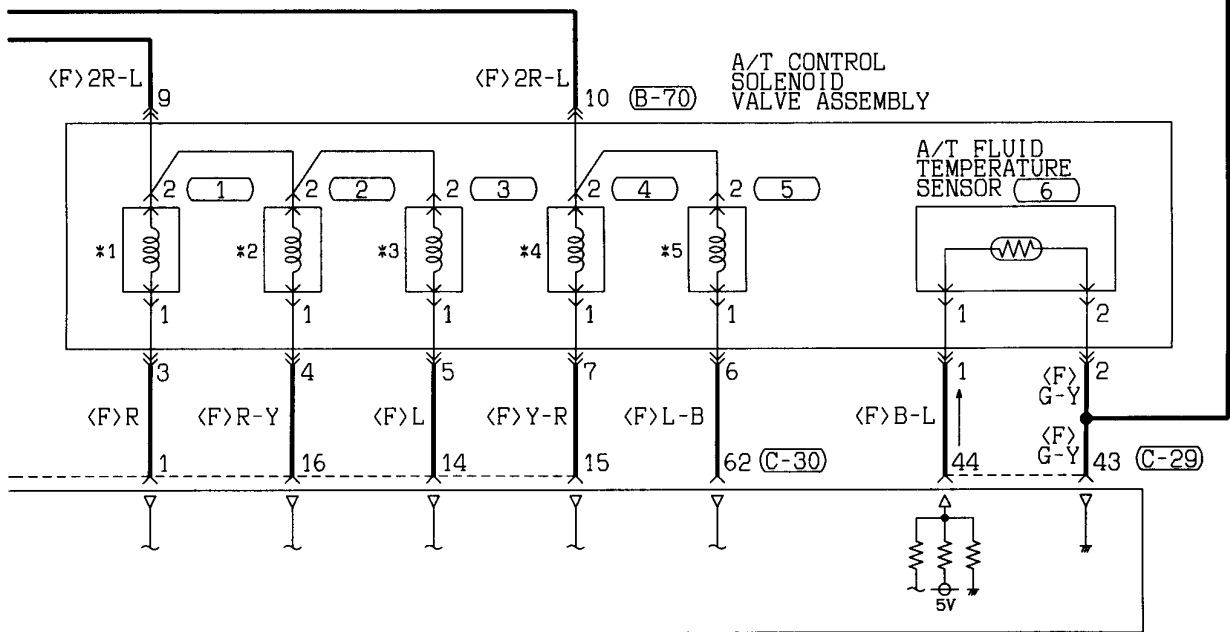 〈F〉2R-L
〈F〉2R-L
A/T CONTROL
SOLENOID
VALVE ASSEMBLY
9
10 (B-70)
A/T FLUID
TEMPERATURE
SENSOR 6
2 1
2 2
2 3
2 4
2 5
*1
*2
*3
*4
*5
1
1
1
1
1
1
2
3
4
5
7
6
1
2
〈F〉R
〈F〉R-Y
〈F〉L
〈F〉Y-R
〈F〉L-B
〈F〉B-L
〈F〉
G-Y
〈F〉
G-Y
1
16
14
15
62 (C-30)
44
43 (C-29)
5V